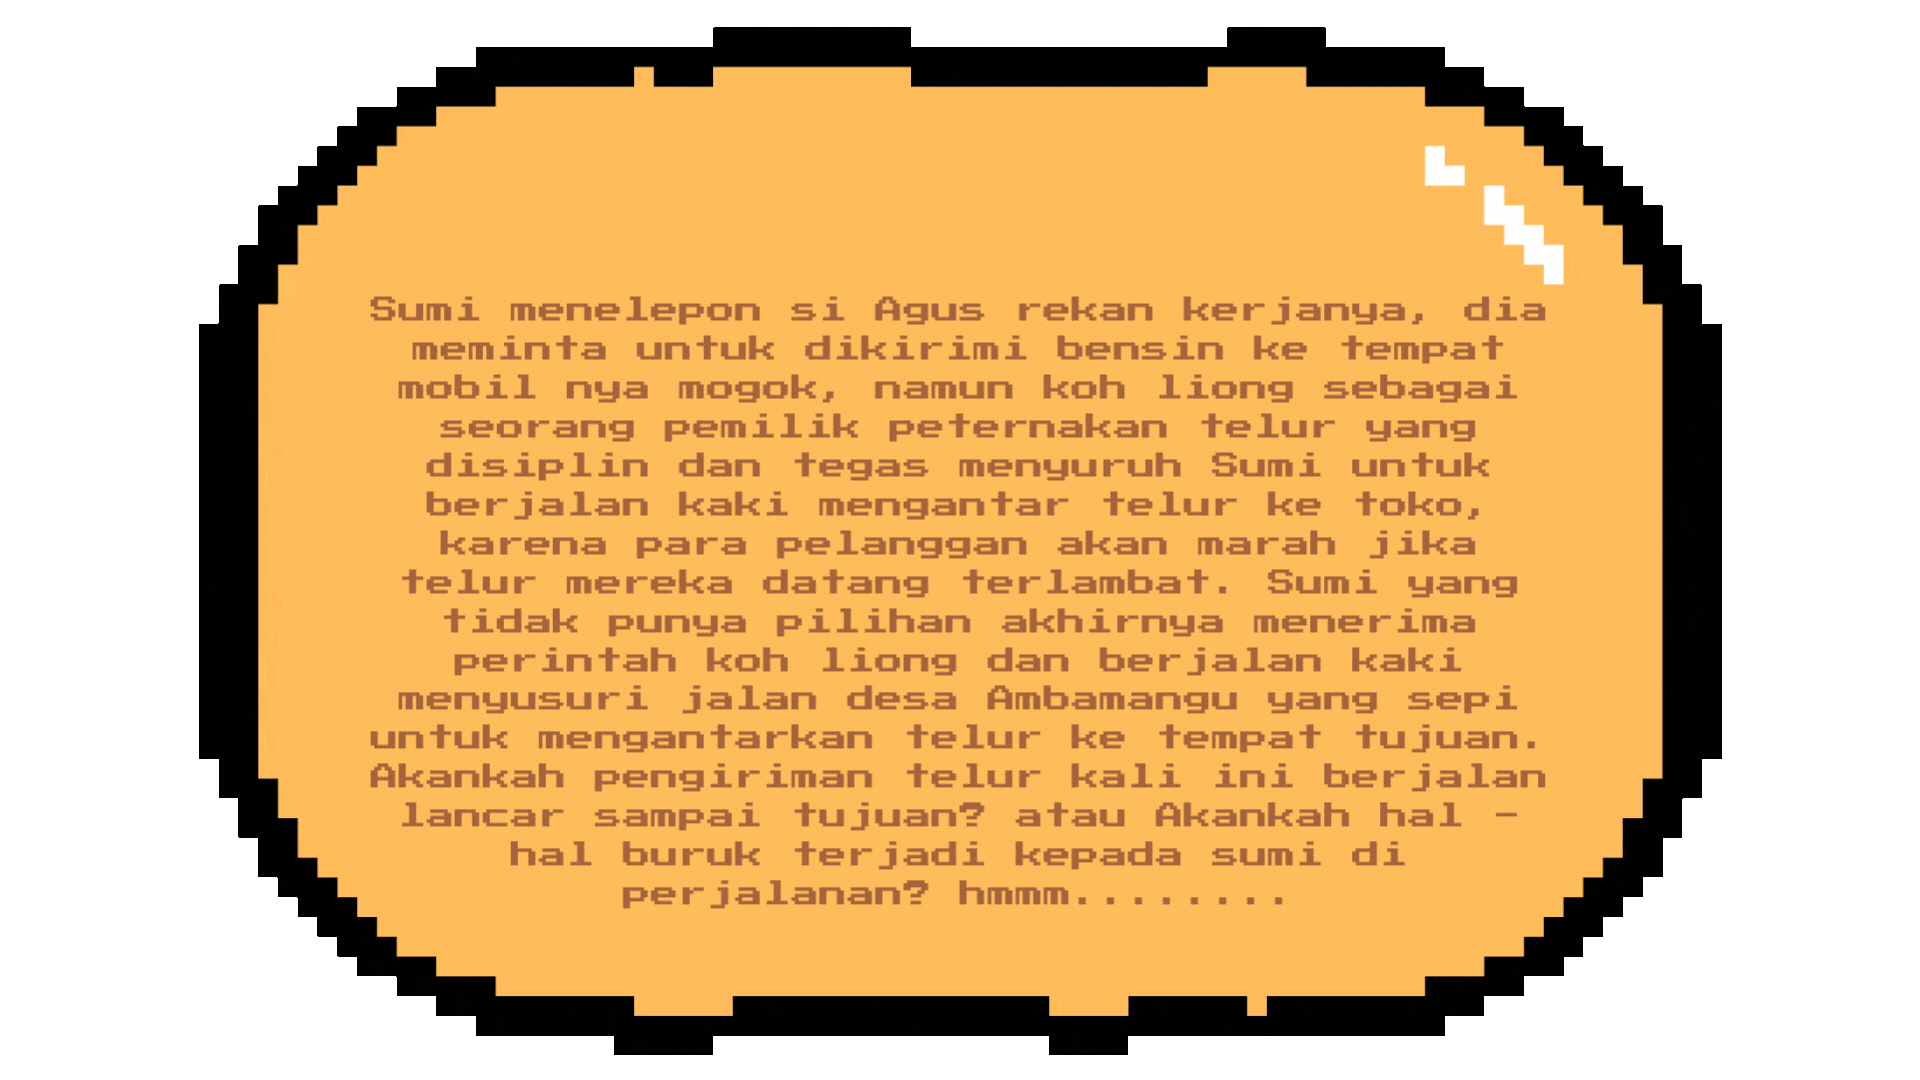 Sumi menelepon si Agus rekan kerjanya, dia
meminta untuk dikirimi bensin ke tempat
mobil nya mogok, namun koh liong sebagai
seorang pemilik peternakan telur yang
disiplin dan tegas menyuruh Sumi untuk
berjalan kaki mengantar telur ke toko,
karena para pelanggan akan marah jika
telur mereka datang terlambat. Sumi yang
tidak punya pilihan akhirnya menerima
perintah koh liong dan berjalan kaki
menyusuri jalan desa Ambamangu yang sepi
untuk mengantarkan telur ke tempat tujuan.
Akankah pengiriman telur kali ini berjalan
lancar sampai tujuan? atau Akankah hal -
hal buruk terjadi kepada sumi di
perjalanan? hmmm........